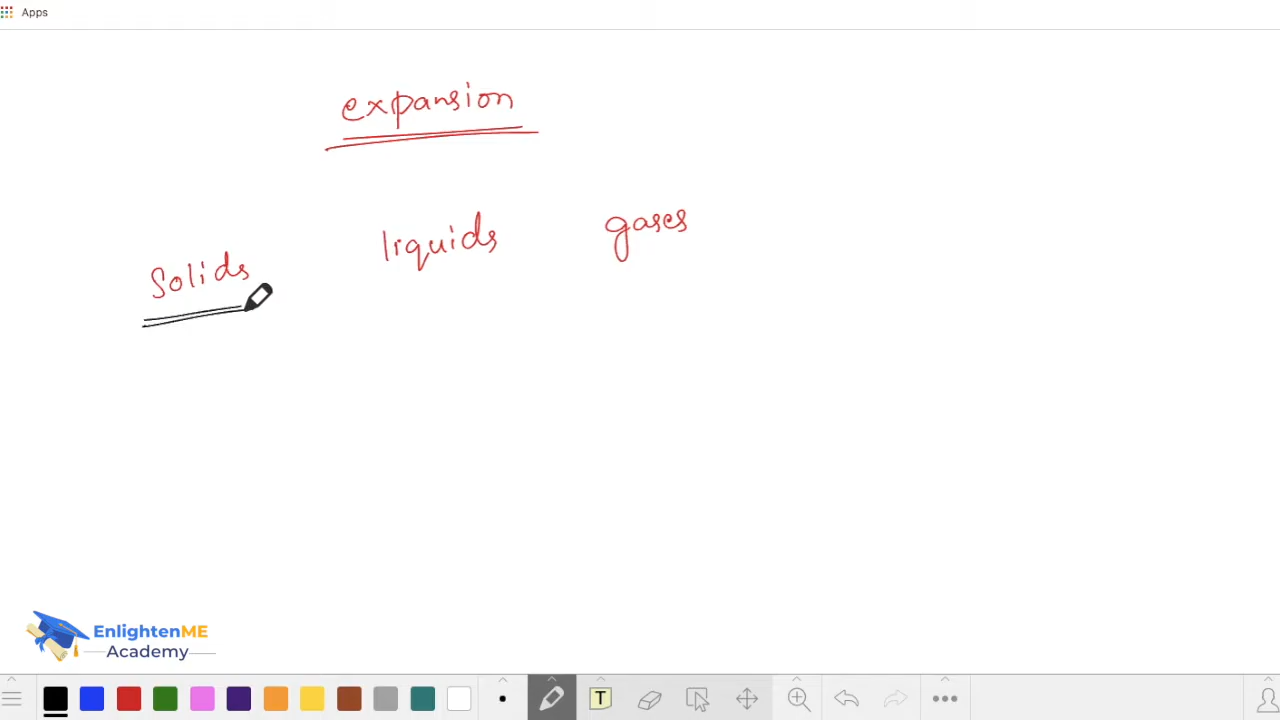 Apps
expansion
Solids liquids gases
EnlightenME
Academy
T